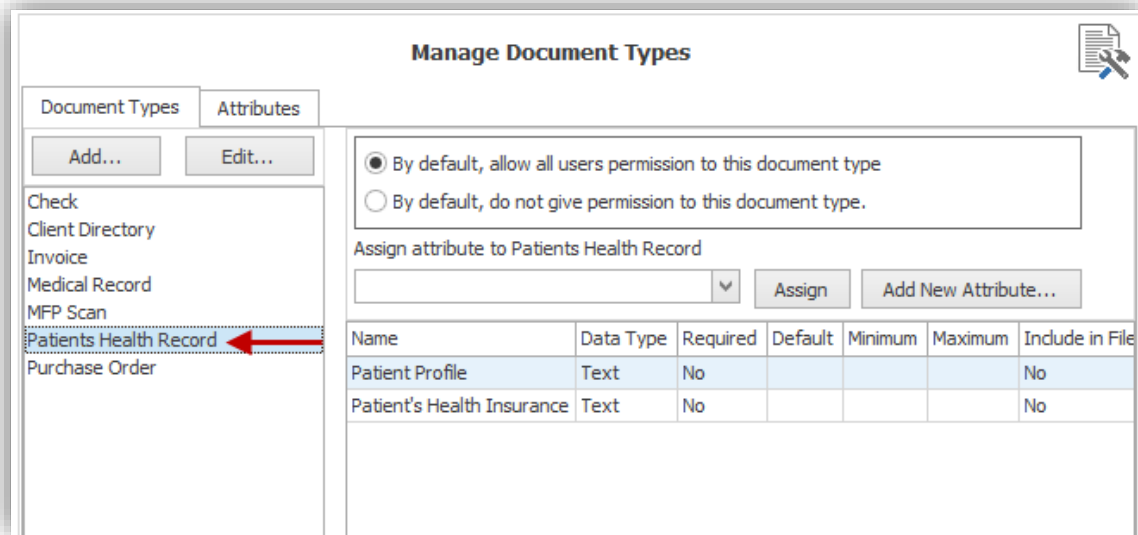 Manage Document Types
Document Types Attributes
Add... Edit...
Check
Client Directory
Invoice
Medical Record
MFP Scan
Patients Health Record
Purchase Order
By default, allow all users permission to this document type
By default, do not give permission to this document type.
Assign attribute to Patients Health Record
Assign Add New Attribute...
Name Data Type Required Default Minimum Maximum Include in File
Patient Profile Text No No
Patient's Health Insurance Text No No